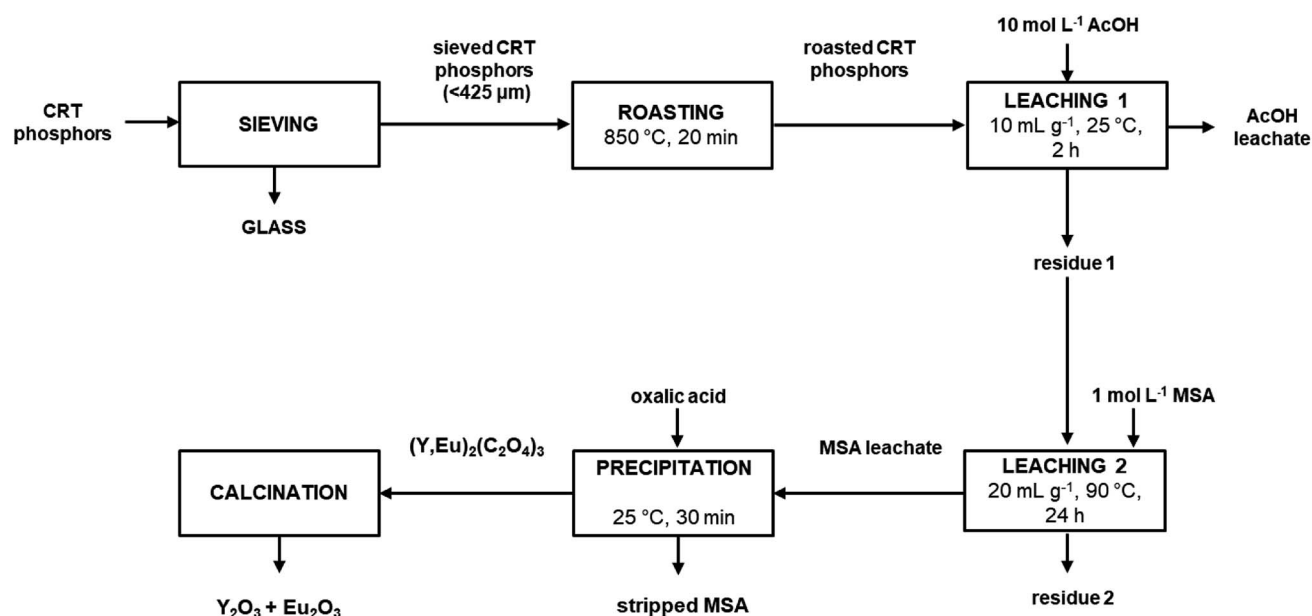 CRT
phosphors
SIEVING
GLASS
sieved CRT
phosphors
(<425 µm)
ROASTING
850 °C, 20 min
roasted CRT
phosphors
10 mol L⁻¹ AcOH
LEACHING 1
10 mL g⁻¹, 25 °C,
2 h
AcOH
leachate
residue 1
1 mol L⁻¹ MSA
LEACHING 2
20 mL g⁻¹, 90 °C,
24 h
residue 2
MSA leachate
oxalic acid
PRECIPITATION
25 °C, 30 min
stripped MSA
(Y,Eu)₂(C₂O₄)₃
CALCINATION
Y₂O₃ + Eu₂O₃